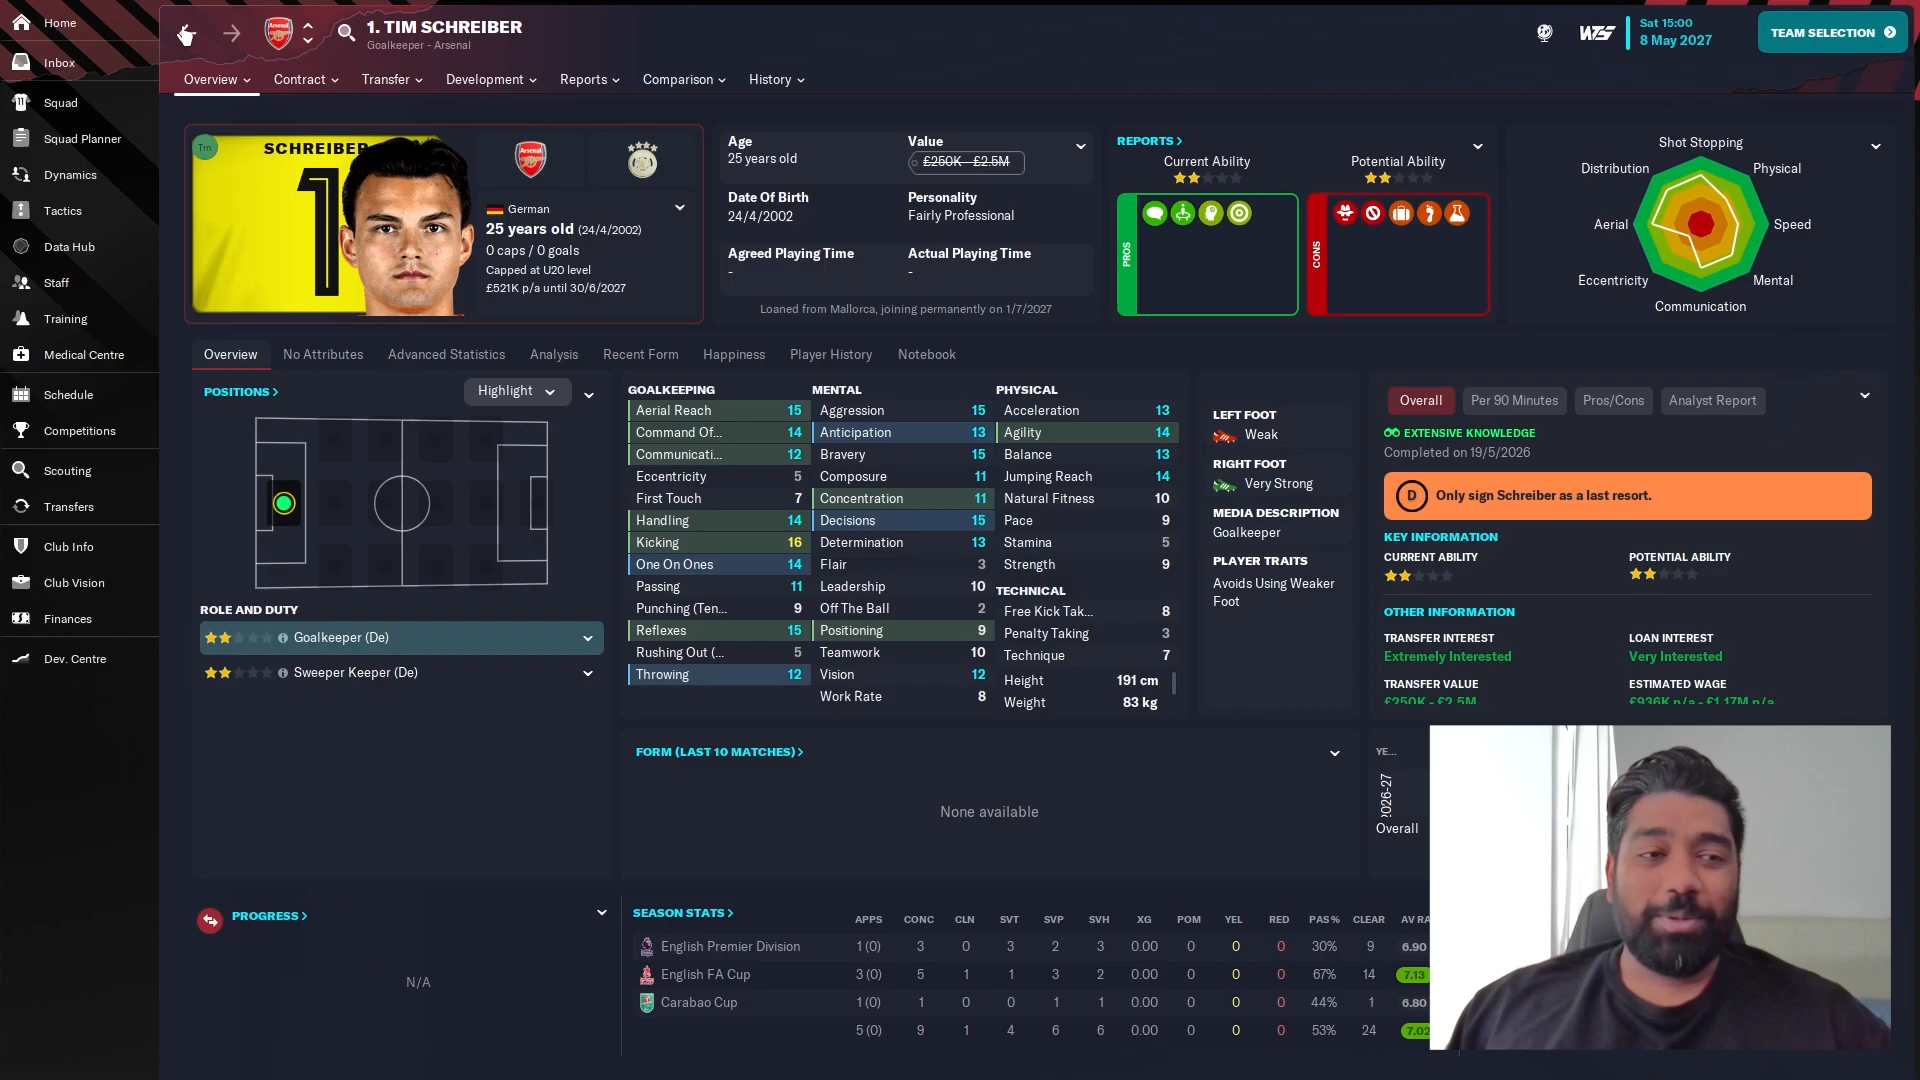 Home
Inbox
Squad
Squad Planner
Dynamics
Tactics
Data Hub
Staff
Training
Medical Centre
Schedule
Competitions
Scouting
Transfers
Club Info
Club Vision
Finances
Dev. Centre
1. TIM SCHREIBER
Goalkeeper - Arsenal
Sat 15:00
8 May 2027
TEAM SELECTION
Overview
Contract
Transfer
Development
Reports
Comparison
History
Trn
SCHREIBER
1
German
25 years old (24/4/2002)
0 caps / 0 goals
Capped at U20 level
£521K p/a until 30/6/2027
Age
25 years old
Value
£250K - £2.5M
Date Of Birth
24/4/2002
Personality
Fairly Professional
Agreed Playing Time
-
Actual Playing Time
-
Loaned from Mallorca, joining permanently on 1/7/2027
REPORTS
Current Ability
Potential Ability
PROS
CONS
Shot Stopping
Physical
Speed
Mental
Communication
Eccentricity
Aerial
Distribution
Overview
No Attributes
Advanced Statistics
Analysis
Recent Form
Happiness
Player History
Notebook
POSITIONS
Highlight
ROLE AND DUTY
Goalkeeper (De)
Sweeper Keeper (De)
GOALKEEPING
Aerial Reach 15
Command Of... 14
Communicati... 12
Eccentricity 5
First Touch 7
Handling 14
Kicking 16
One On Ones 14
Passing 11
Punching (Ten... 9
Reflexes 15
Rushing Out (... 5
Throwing 12
MENTAL
Aggression 15
Anticipation 13
Bravery 15
Composure 11
Concentration 11
Decisions 15
Determination 13
Flair 3
Leadership 10
Off The Ball 2
Positioning 9
Teamwork 10
Vision 12
Work Rate 8
PHYSICAL
Acceleration 13
Agility 14
Balance 13
Jumping Reach 14
Natural Fitness 10
Pace 9
Stamina 5
Strength 9
TECHNICAL
Free Kick Tak... 8
Penalty Taking 3
Technique 7
Height 191 cm
Weight 83 kg
LEFT FOOT
Weak
RIGHT FOOT
Very Strong
MEDIA DESCRIPTION
Goalkeeper
PLAYER TRAITS
Avoids Using Weaker
Foot
Overall
Per 90 Minutes
Pros/Cons
Analyst Report
EXTENSIVE KNOWLEDGE
Completed on 19/5/2026
D Only sign Schreiber as a last resort.
KEY INFORMATION
CURRENT ABILITY
POTENTIAL ABILITY
OTHER INFORMATION
TRANSFER INTEREST
Extremely Interested
LOAN INTEREST
Very Interested
TRANSFER VALUE
£250K - £2.5M
ESTIMATED WAGE
£936K p/a - £1.17M p/a
FORM (LAST 10 MATCHES)
None available
YE...
2026-27
Overall
PROGRESS
N/A
SEASON STATS
APPS CONC CLN SVT SVP SVH XG POM YEL RED PAS % CLEAR AV RA
English Premier Division 1 (0) 3 0 3 2 3 0.00 0 0 0 30% 9 6.90
English FA Cup 3 (0) 5 1 1 3 2 0.00 0 0 0 67% 14 7.13
Carabao Cup 1 (0) 1 0 0 1 1 0.00 0 0 0 44% 1 6.80
5 (0) 9 1 4 6 6 0.00 0 0 0 53% 24 7.02